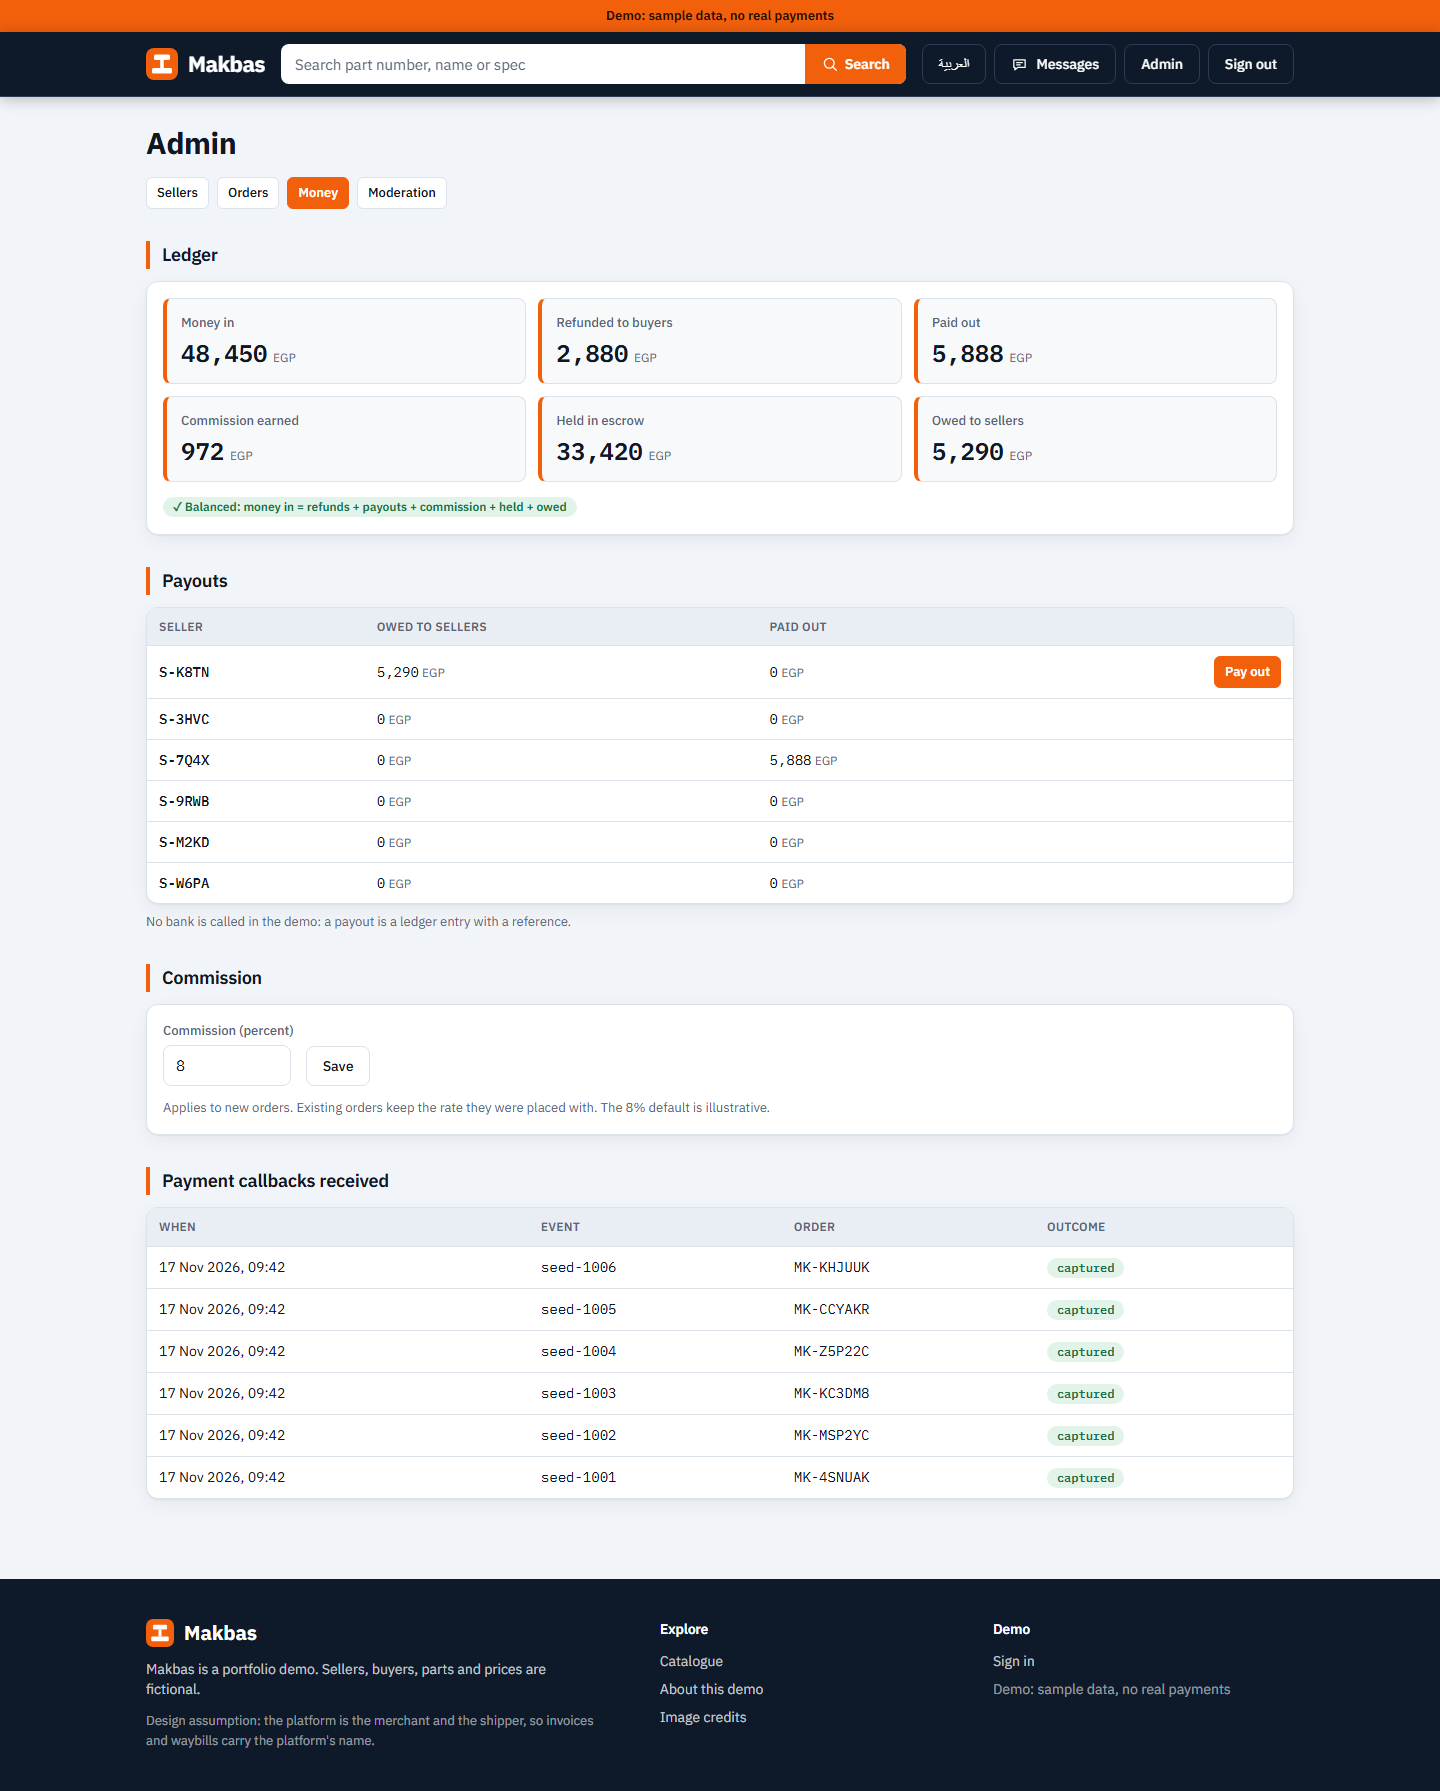 Demo: sample data, no real payments
Makbas
Search part number, name or spec
Search
العربية
Messages
Admin
Sign out
Admin
Sellers
Orders
Money
Moderation
Ledger
Money in
48,450 EGP
Refunded to buyers
2,880 EGP
Paid out
5,888 EGP
Commission earned
972 EGP
Held in escrow
33,420 EGP
Owed to sellers
5,290 EGP
✓ Balanced: money in = refunds + payouts + commission + held + owed
Payouts
SELLER OWED TO SELLERS PAID OUT
S-K8TN 5,290 EGP 0 EGP Pay out
S-3HVC 0 EGP 0 EGP
S-7Q4X 0 EGP 5,888 EGP
S-9RWB 0 EGP 0 EGP
S-M2KD 0 EGP 0 EGP
S-W6PA 0 EGP 0 EGP
No bank is called in the demo: a payout is a ledger entry with a reference.
Commission
Commission (percent)
8
Save
Applies to new orders. Existing orders keep the rate they were placed with. The 8% default is illustrative.
Payment callbacks received
WHEN EVENT ORDER OUTCOME
17 Nov 2026, 09:42 seed-1006 MK-KHJUUK captured
17 Nov 2026, 09:42 seed-1005 MK-CCYAKR captured
17 Nov 2026, 09:42 seed-1004 MK-Z5P22C captured
17 Nov 2026, 09:42 seed-1003 MK-KC3DM8 captured
17 Nov 2026, 09:42 seed-1002 MK-MSP2YC captured
17 Nov 2026, 09:42 seed-1001 MK-4SNUAK captured
Makbas
Makbas is a portfolio demo. Sellers, buyers, parts and prices are
fictional.
Design assumption: the platform is the merchant and the shipper, so invoices
and waybills carry the platform's name.
Explore
Catalogue
About this demo
Image credits
Demo
Sign in
Demo: sample data, no real payments